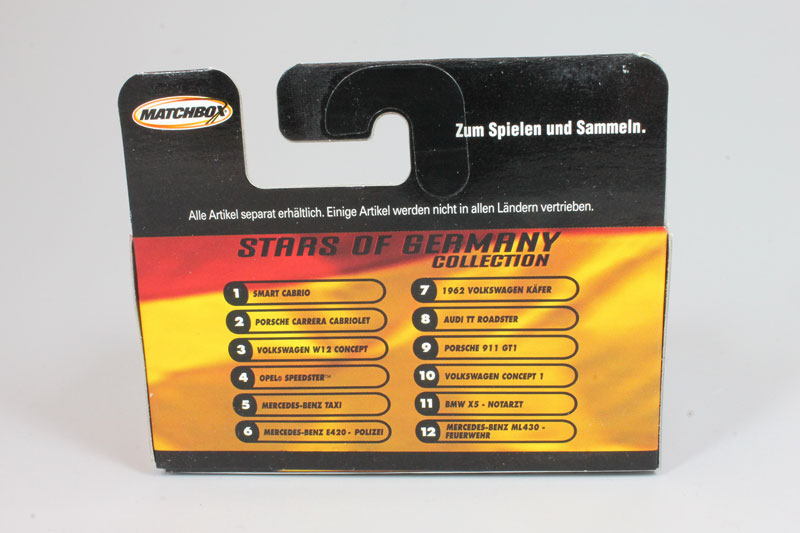 MATCHBOX®
Zum Spielen und Sammeln.
Alle Artikel separat erhältlich. Einige Artikel werden nicht in allen Ländern vertrieben.
STARS OF GERMANY
COLLECTION
1 SMART CABRIO
2 PORSCHE CARRERA CABRIOLET
3 VOLKSWAGEN W12 CONCEPT
4 OPEL® SPEEDSTER™
5 MERCEDES-BENZ TAXI
6 MERCEDES-BENZ E420 - POLIZEI
7 1962 VOLKSWAGEN KÄFER
8 AUDI TT ROADSTER
9 PORSCHE 911 GT1
10 VOLKSWAGEN CONCEPT 1
11 BMW X5 - NOTARZT
12 MERCEDES-BENZ ML430 -
FEUERWEHR